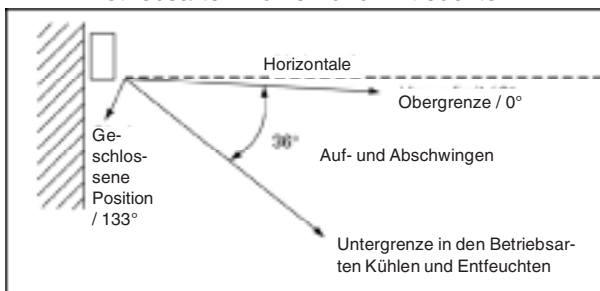 Horizontale
Obergrenze / 0°
36°
Ge-
schlos-
sene
Position
/ 133°
Auf- und Abschwingen
Untergrenze in den Betriebsar-
ten Kühlen und Entfeuchten